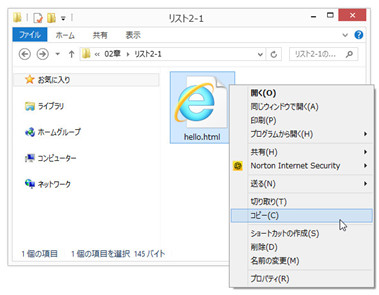 リスト2-1
ファイル ホーム 共有 表示
« 02章 › リスト2-1
リスト2-1の...
お気に入り
ライブラリ
ホームグループ
コンピューター
ネットワーク
hello.html
開く(O)
同じウィンドウで開く(A)
印刷(P)
プログラムから開く(H)
共有(H)
Norton Internet Security
送る(N)
切り取り(T)
コピー(C)
ショートカットの作成(S)
削除(D)
名前の変更(M)
プロパティ(R)
1 個の項目 1 個の項目を選択 145 バイト